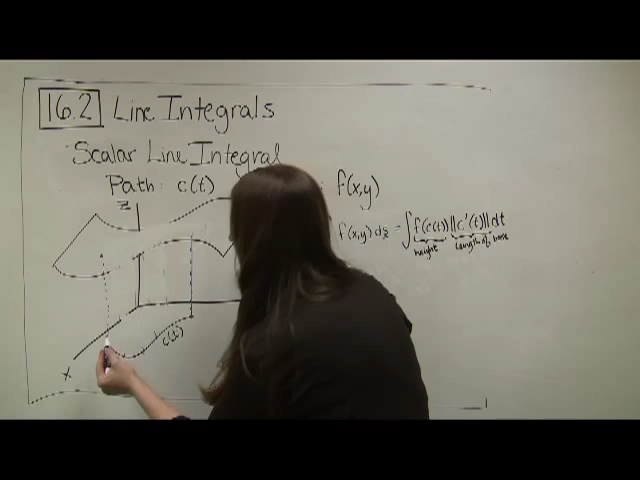 16.2 Line Integrals
Scalar Line Integral
Path: c(t) : f(x,y)
z
f(x,y) ds = ∫ f(c(t)) ||c'(t)|| dt
height length of base
c(t)
x